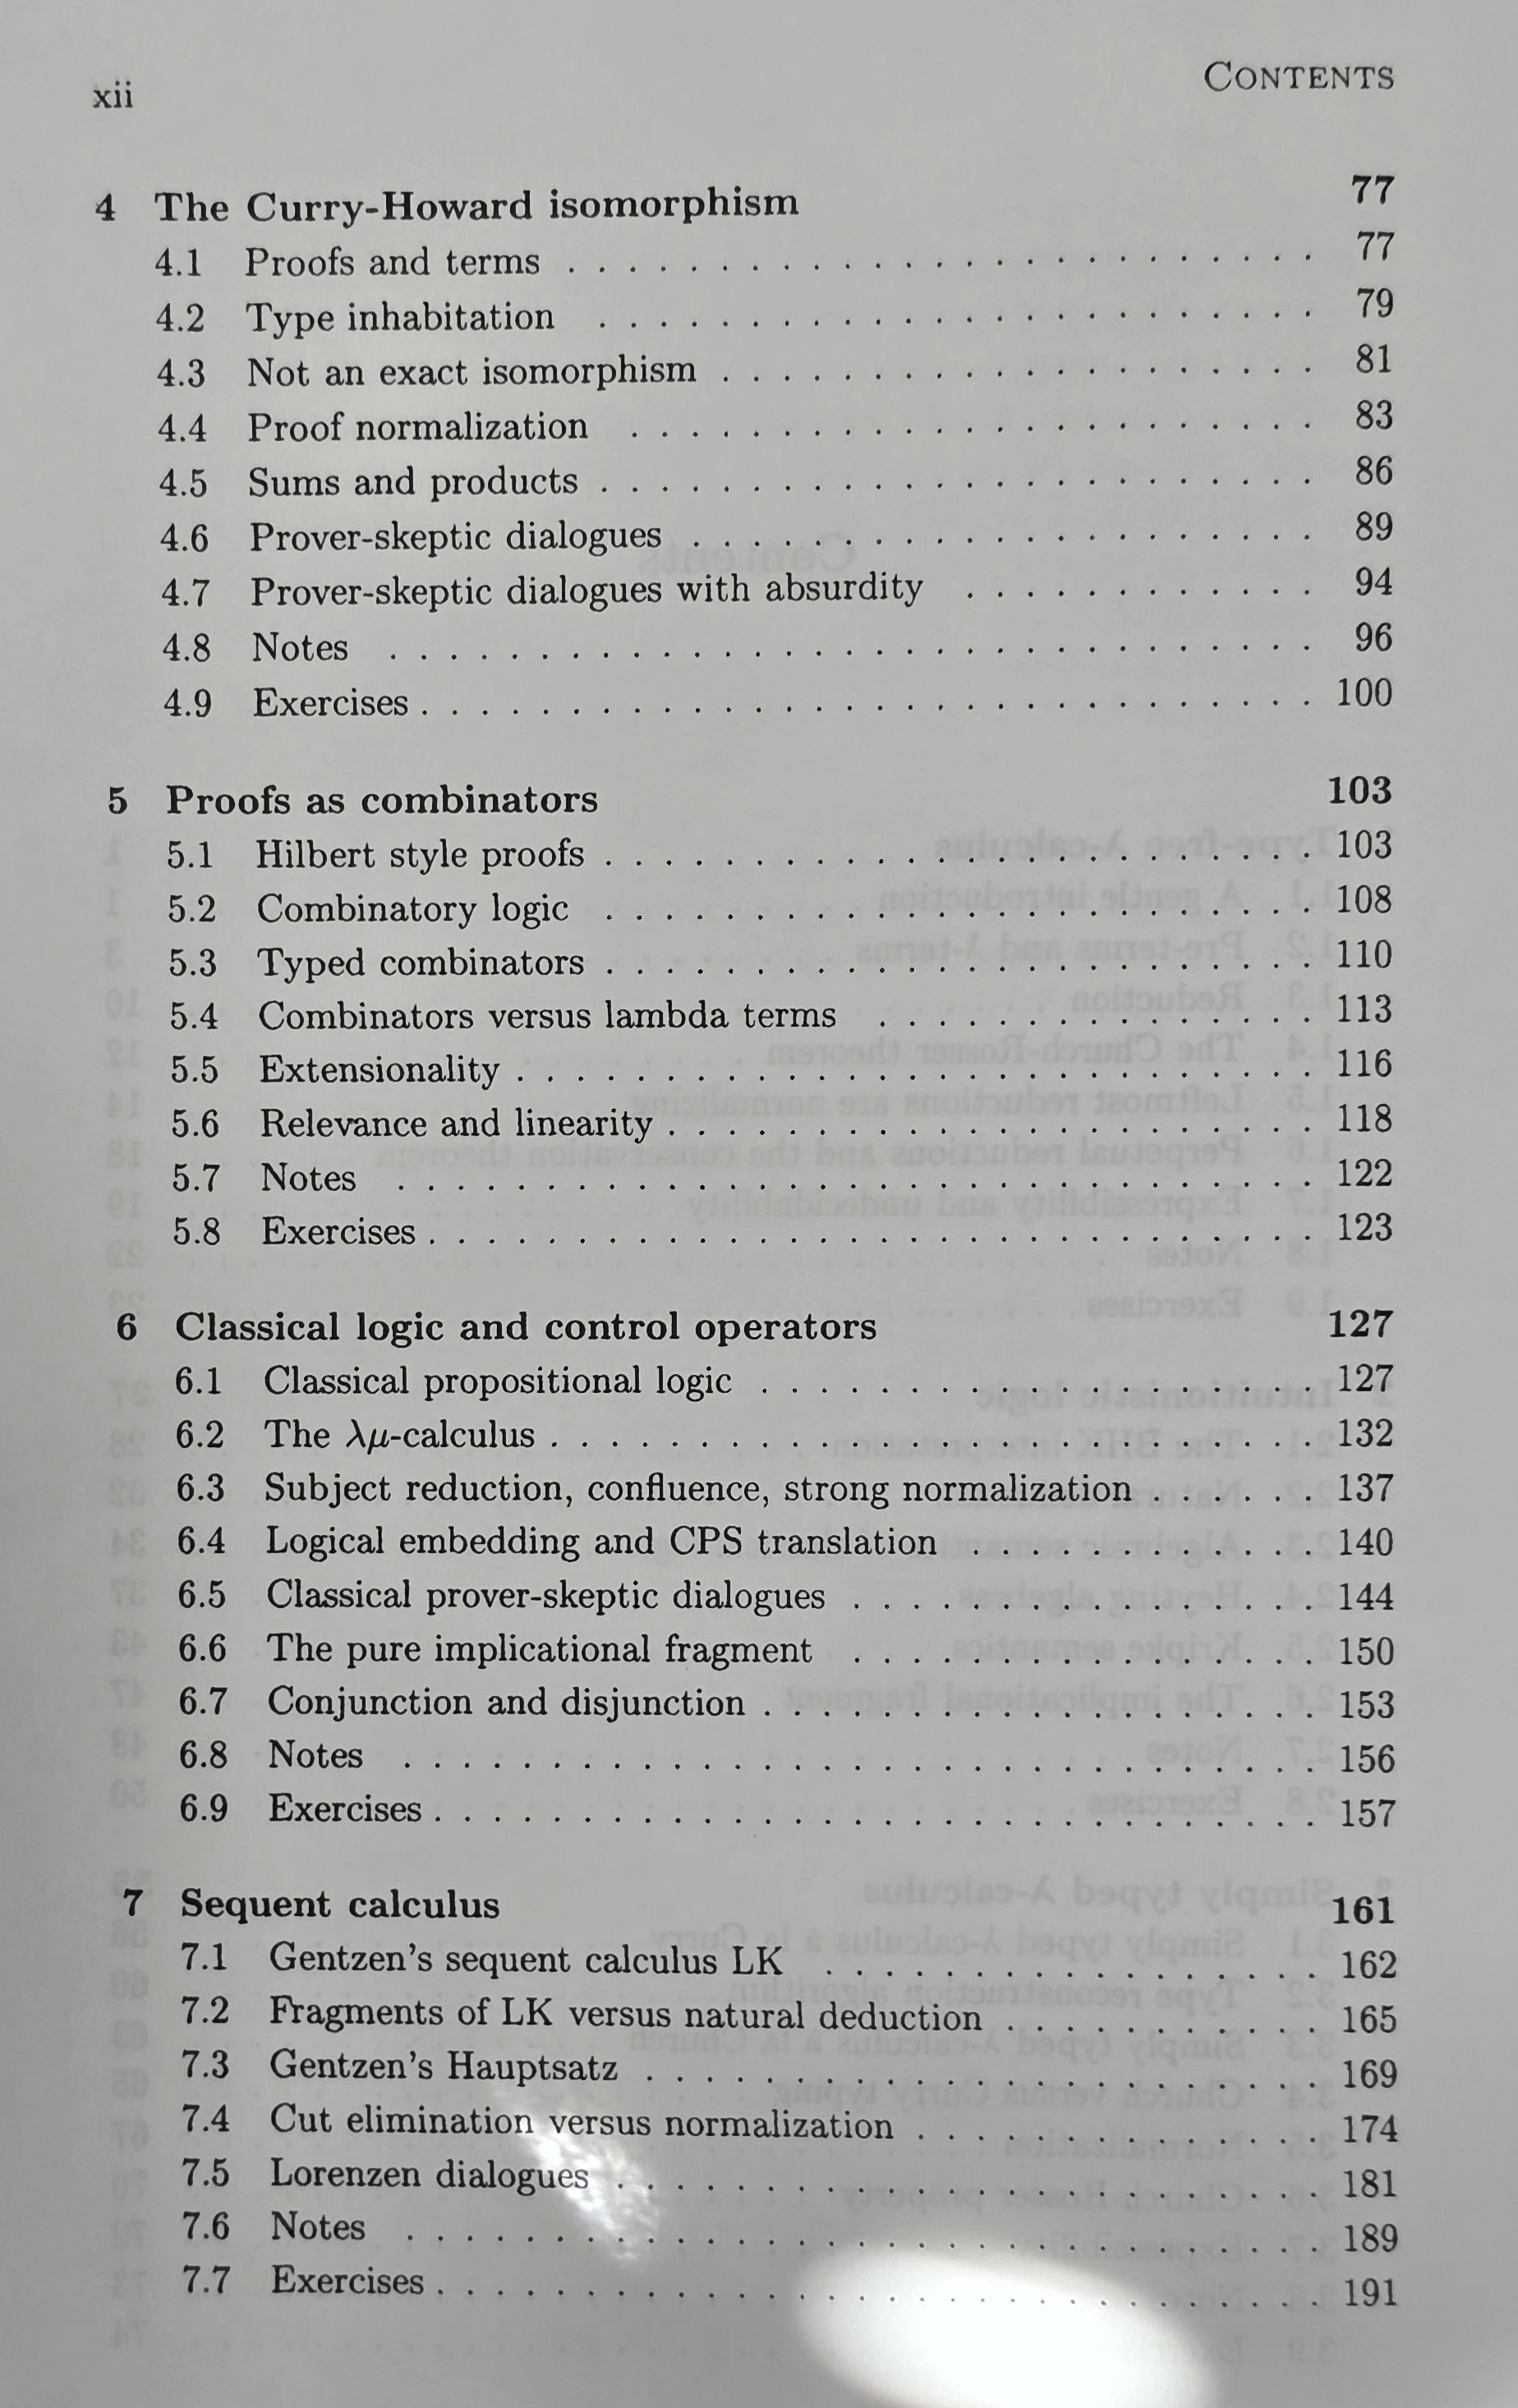 xii
CONTENTS
4 The Curry-Howard isomorphism 77
4.1 Proofs and terms . . . . . . . . . . . . . . . . . . . . . . . . . 77
4.2 Type inhabitation . . . . . . . . . . . . . . . . . . . . . . . . 79
4.3 Not an exact isomorphism . . . . . . . . . . . . . . . . . . . . 81
4.4 Proof normalization . . . . . . . . . . . . . . . . . . . . . . . 83
4.5 Sums and products . . . . . . . . . . . . . . . . . . . . . . . . 86
4.6 Prover-skeptic dialogues . . . . . . . . . . . . . . . . . . . . . 89
4.7 Prover-skeptic dialogues with absurdity . . . . . . . . . . . . 94
4.8 Notes . . . . . . . . . . . . . . . . . . . . . . . . . . . . . . . 96
4.9 Exercises . . . . . . . . . . . . . . . . . . . . . . . . . . . . . . 100
5 Proofs as combinators 103
5.1 Hilbert style proofs . . . . . . . . . . . . . . . . . . . . . . . . 103
5.2 Combinatory logic . . . . . . . . . . . . . . . . . . . . . . . . 108
5.3 Typed combinators . . . . . . . . . . . . . . . . . . . . . . . . 110
5.4 Combinators versus lambda terms . . . . . . . . . . . . . . . 113
5.5 Extensionality . . . . . . . . . . . . . . . . . . . . . . . . . . . 116
5.6 Relevance and linearity . . . . . . . . . . . . . . . . . . . . . . 118
5.7 Notes . . . . . . . . . . . . . . . . . . . . . . . . . . . . . . . 122
5.8 Exercises . . . . . . . . . . . . . . . . . . . . . . . . . . . . . . 123
6 Classical logic and control operators 127
6.1 Classical propositional logic . . . . . . . . . . . . . . . . . . . 127
6.2 The λμ-calculus . . . . . . . . . . . . . . . . . . . . . . . . . . 132
6.3 Subject reduction, confluence, strong normalization . . . . . . 137
6.4 Logical embedding and CPS translation . . . . . . . . . . . . 140
6.5 Classical prover-skeptic dialogues . . . . . . . . . . . . . . . . 144
6.6 The pure implicational fragment . . . . . . . . . . . . . . . . 150
6.7 Conjunction and disjunction . . . . . . . . . . . . . . . . . . . 153
6.8 Notes . . . . . . . . . . . . . . . . . . . . . . . . . . . . . . . 156
6.9 Exercises . . . . . . . . . . . . . . . . . . . . . . . . . . . . . . 157
7 Sequent calculus 161
7.1 Gentzen's sequent calculus LK . . . . . . . . . . . . . . . . . 162
7.2 Fragments of LK versus natural deduction . . . . . . . . . . . 165
7.3 Gentzen's Hauptsatz . . . . . . . . . . . . . . . . . . . . . . . 169
7.4 Cut elimination versus normalization . . . . . . . . . . . . . . 174
7.5 Lorenzen dialogues . . . . . . . . . . . . . . . . . . . . . . . . 181
7.6 Notes . . . . . . . . . . . . . . . . . . . . . . . . . . . . . . . 189
7.7 Exercises . . . . . . . . . . . . . . . . . . . . . . . . . . . . . . 191